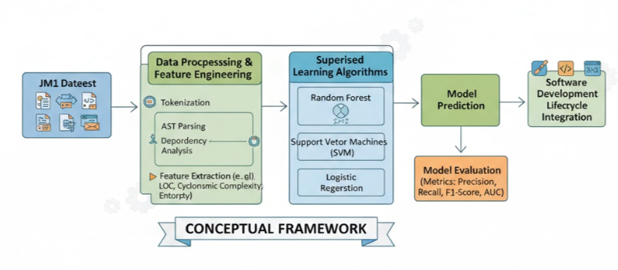 JM1 Dateest
Data Procpessing &
Feature Engineering
Tokenization
AST Parsing
Dependency
Analysis
Feature Extraction (e..gl).
LOC, Cyclonsmic Complexity,
Entorpty)
Superised
Learning Algorithms
Random Forest
Support Vetor Machines
(SVM)
Logistic
Regerstion
Model
Prediction
Model Evaluation
(Metrics: Precision,
Recall, F1-Score, AUC)
Software
Development
Lifecycle
Integration
CONCEPTUAL FRAMEWORK